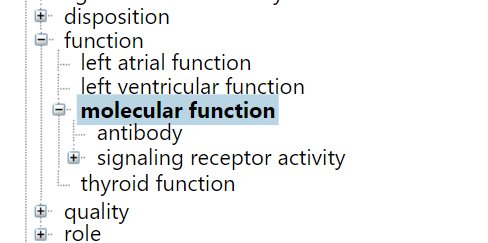 disposition
function
left atrial function
left ventricular function
molecular function
antibody
signaling receptor activity
thyroid function
quality
role